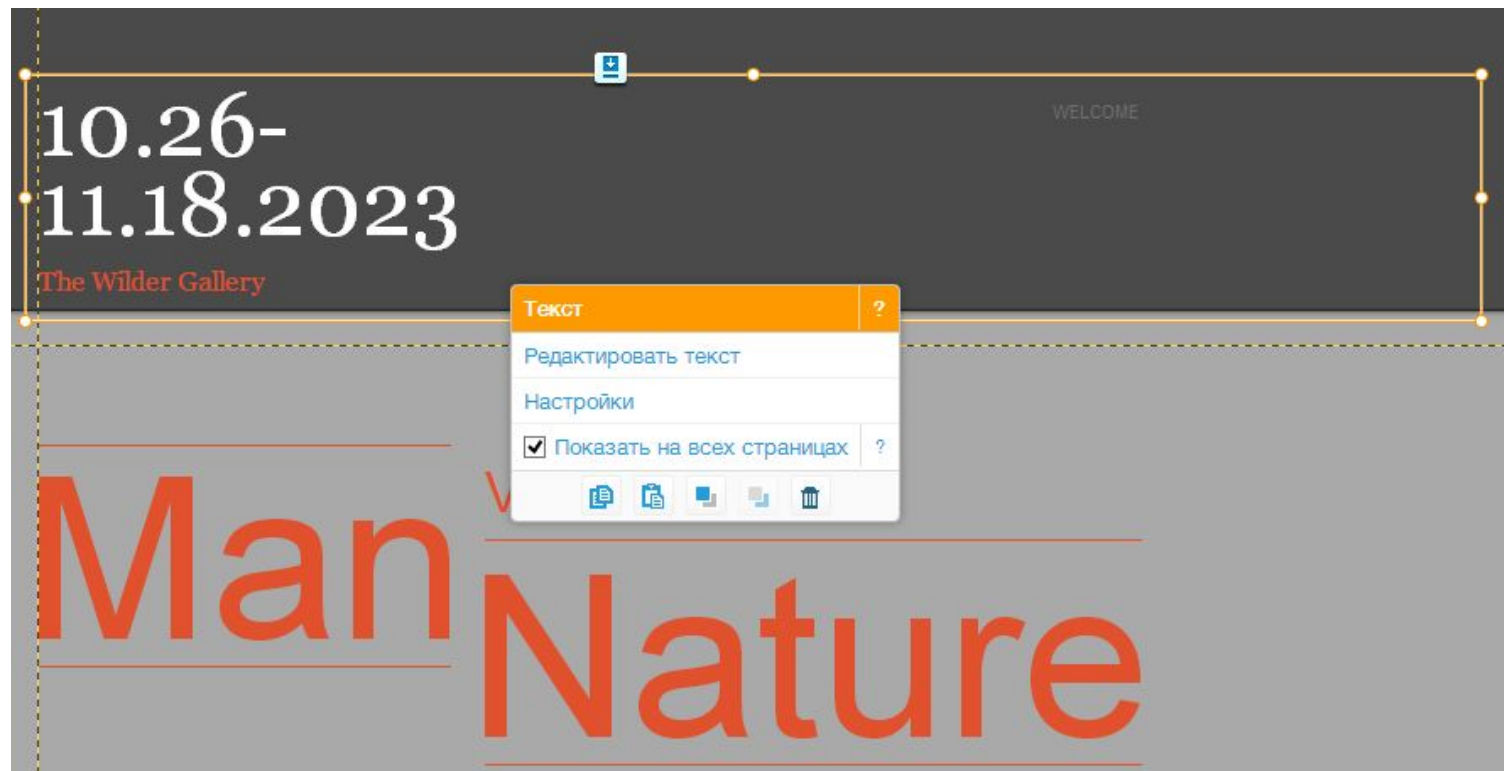 10.26-
11.18.2023
WELCOME
The Wilder Gallery
Текст ?
Редактировать текст
Настройки
Показать на всех страницах ?
Man
Nature